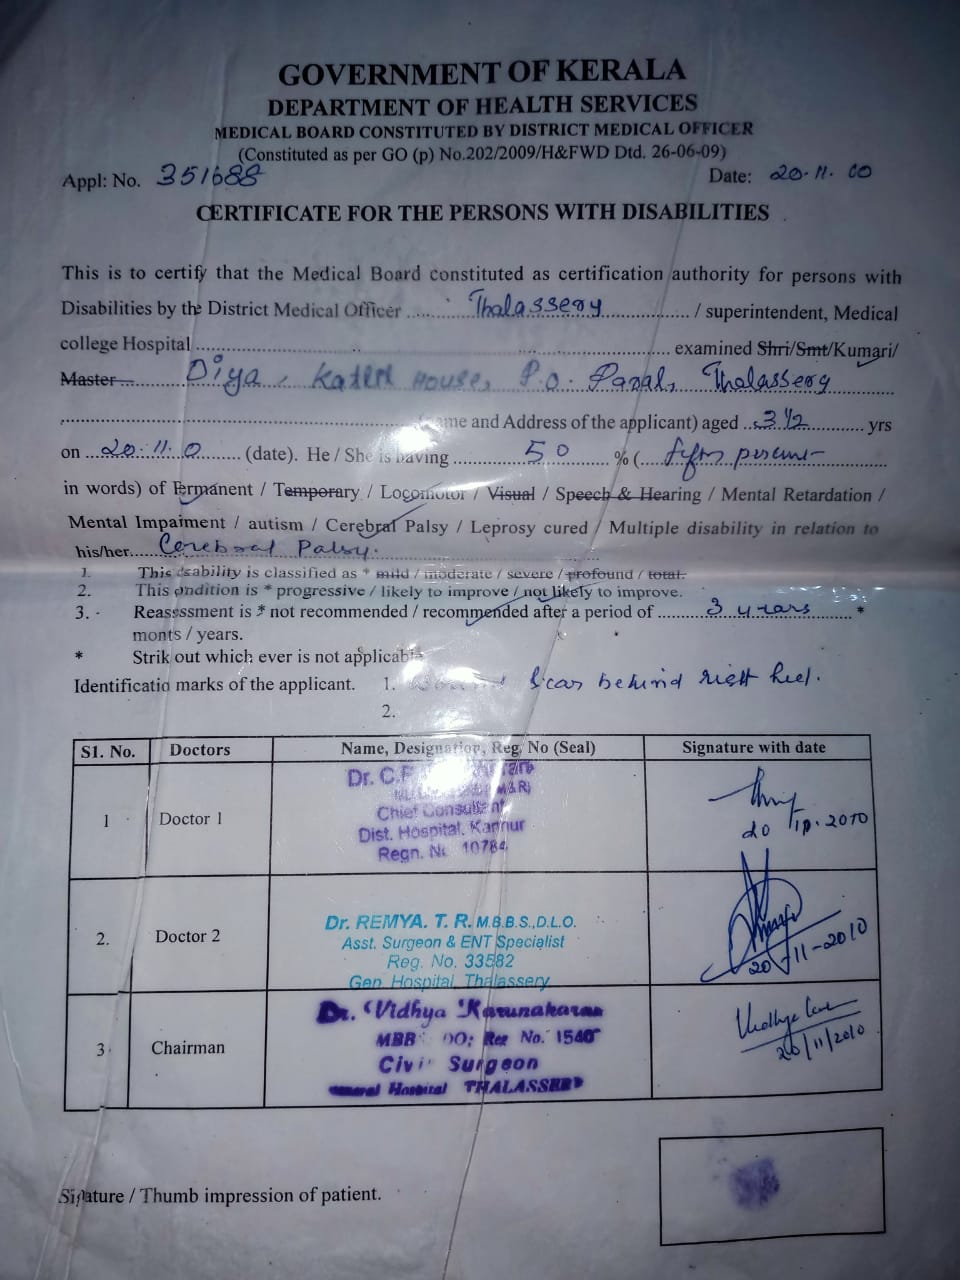 GOVERNMENT OF KERALA
DEPARTMENT OF HEALTH SERVICES
MEDICAL BOARD CONSTITUTED BY DISTRICT MEDICAL OFFICER
(Constituted as per GO (p) No.202/2009/H&FWD Dtd. 26-06-09)
Appl: No. 351688 Date: 20.11.
CERTIFICATE FOR THE PERSONS WITH DISABILITIES
This is to certify that the Medical Board constituted as certification authority for persons with
Disabilities by the District Medical Officer ...... Thalassery ...... / superintendent, Medical
college Hospital ...... examined Shri/Smt/Kumari/
Master ...... Diya, House, P.O. Thalassery
...... and Address of the applicant) aged .. 3 1/2 ...... yrs
on .. 20.11. ...... (date). He / She is having ...... 50 ...... % (...
in words) of Permanent / Temporary / Locomotor / Visual / Speech & Hearing / Mental Retardation /
Mental Impaiment / autism / Cerebral Palsy / Leprosy cured / Multiple disability in relation to
his/her ...... Cerebral Palsy.
1. This disability is classified as * mild / moderate / severe / profound / total.
2. This condition is * progressive / likely to improve / not likely to improve.
3. Reasssssment is * not recommended / recommended after a period of ...... 3 years ...... *
monts / years.
* Strik out which ever is not applicable
Identificatio marks of the applicant. 1. Scar behind right heel.
2.
S1. No. Doctors Name, Designation, Reg. No (Seal) Signature with date
1 Doctor 1
Dr. C.P.
Chief Consultant
Dist. Hospital, Kannur
Regn. No. 10784
20 2010
2. Doctor 2
Dr. REMYA. T. R. M.B.B.S.,D.L.O.
Asst. Surgeon & ENT Specialist
Reg. No. 33582
Gen. Hospital, Thalassery
20-11-2010
3 Chairman
Dr. Vidhya Karunakaran
MBBS DO; Reg No. 1540
Civil Surgeon
General Hospital THALASSERY
20/11/2010
Signature / Thumb impression of patient.